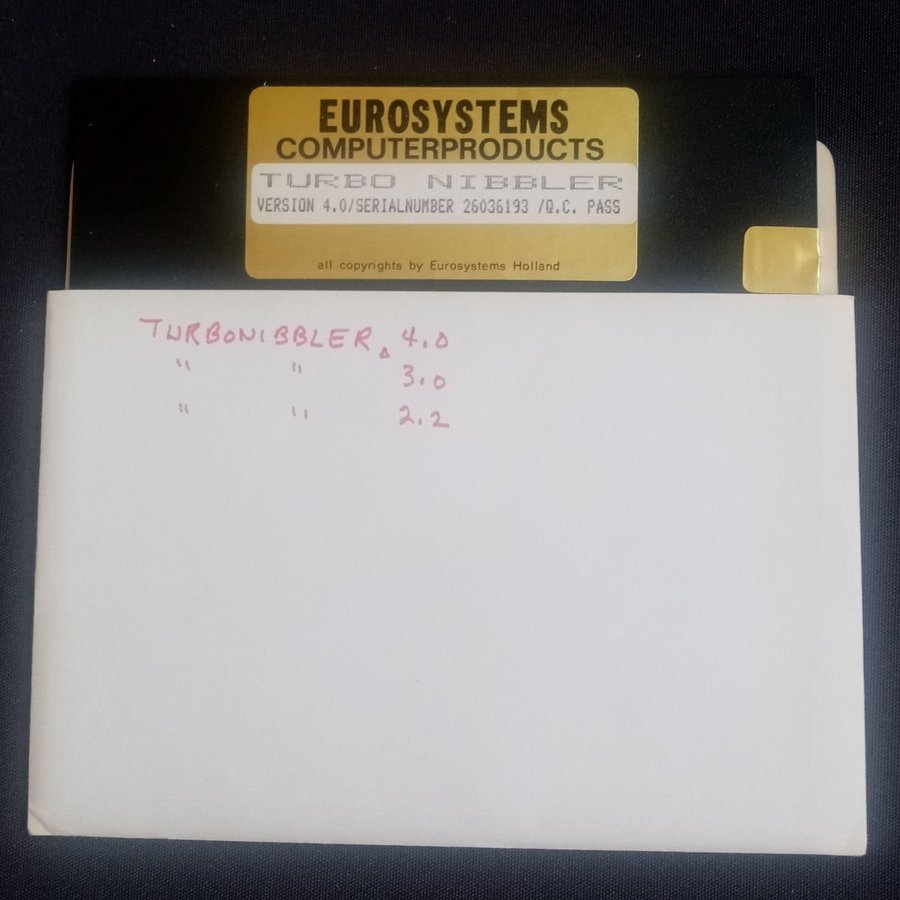 EUROSYSTEMS
COMPUTERPRODUCTS
TURBO NIBBLER
VERSION 4.0/SERIALNUMBER 26036193 /Q.C. PASS
all copyrights by Eurosystems Holland
TURBONIBBLER 4.0
" " 3.0
" " 2.2